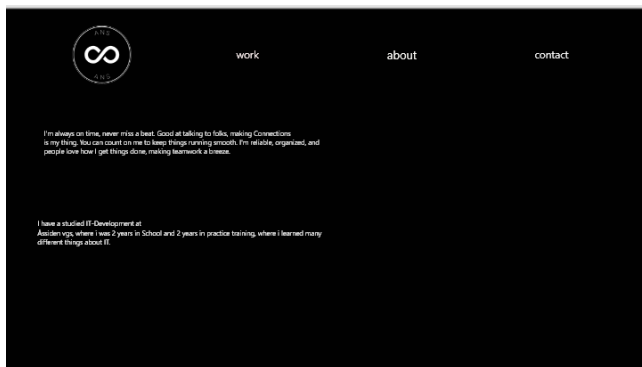 ANS
work
about
contact
ANS
I'm always on time, never miss a beat. Good at talking to folks, making Connections
is my thing. You can count on me to keep things running smooth. I'm reliable, organized, and
people love how I get things done, making teamwork a breeze.
I have a studied IT-Development at
Åssiden vgs, where i was 2 years in School and 2 years in practice training, where i learned many
different things about IT.